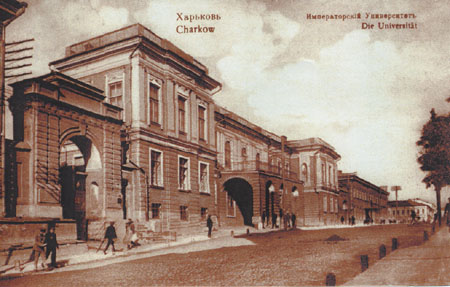 Харьковъ
Charkow
Императорскій Университетъ
Die Universität